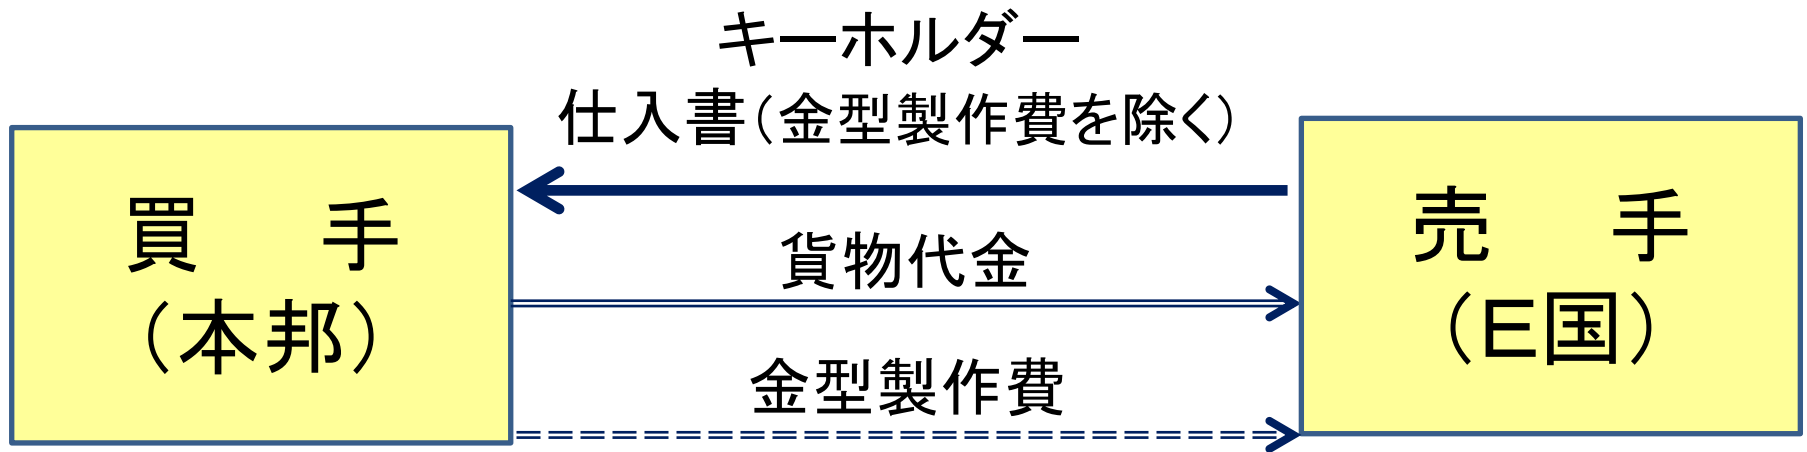 キーホルダー
仕入書(金型製作費を除く)
買 手
(本邦)
売 手
(E国)
貨物代金
金型製作費